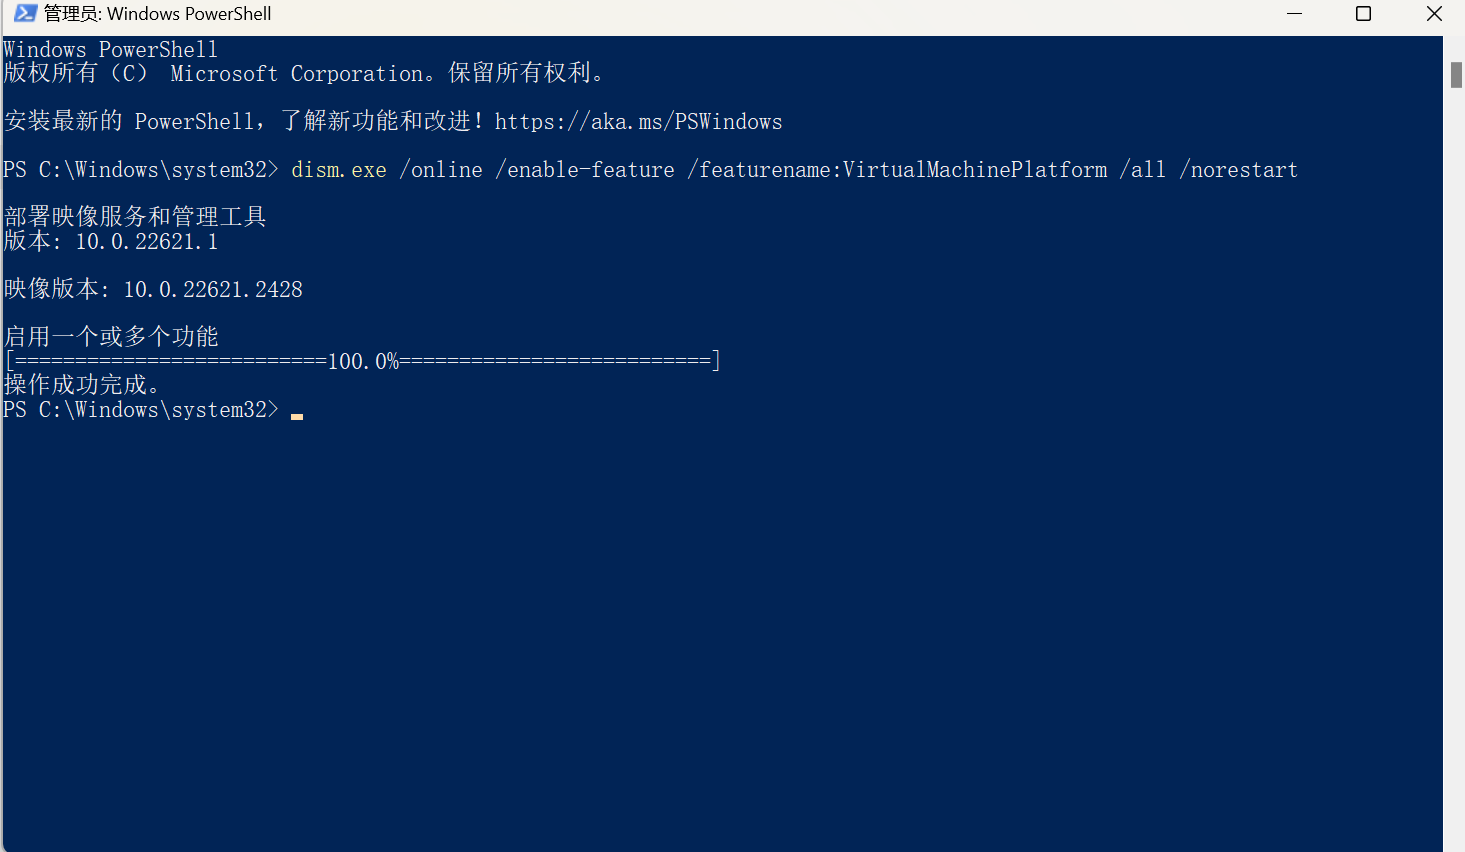 管理员: Windows PowerShell
Windows PowerShell
版权所有（C） Microsoft Corporation。保留所有权利。
安装最新的 PowerShell，了解新功能和改进！https://aka.ms/PSWindows
PS C:\Windows\system32> dism.exe /online /enable-feature /featurename:VirtualMachinePlatform /all /norestart
部署映像服务和管理工具
版本: 10.0.22621.1
映像版本: 10.0.22621.2428
启用一个或多个功能
[==========================100.0%==========================]
操作成功完成。
PS C:\Windows\system32>